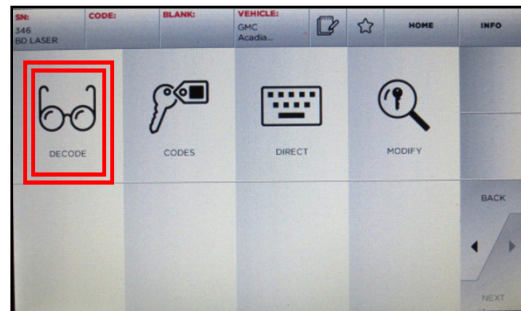 SN:
346
BD LASER
CODE:
BLANK:
VEHICLE:
GMC
Acadia...
HOME
INFO
DECODE
CODES
DIRECT
MODIFY
BACK
NEXT